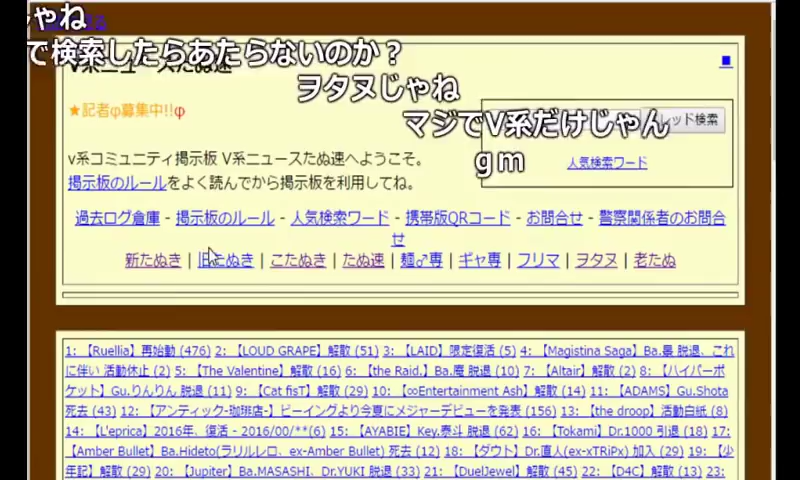 ゃね
で検索したらあたらないのか？
V系ニュースたぬ速
■
ヲタヌじゃね
★記者φ募集中!!φ
マジでV系だけじゃん
レッド検索
gm
人気検索ワード
v系コミュニティ掲示板 V系ニュースたぬ速へようこそ。
掲示板のルールをよく読んでから掲示板を利用してね。
過去ログ倉庫 - 掲示板のルール - 人気検索ワード - 携帯版QRコード - お問合せ - 警察関係者のお問合
せ
新たぬき | 旧たぬき | こたぬき | たぬ速 | 麺♂専 | ギャ専 | フリマ | ヲタヌ | 老たぬ
1: 【Ruellia】再始動 (476) 2: 【LOUD GRAPE】解散 (51) 3: 【LAID】限定復活 (5) 4: 【Magistina Saga】Ba.景 脱退、これ
に伴い 活動休止 (2) 5: 【The Valentine】解散 (16) 6: 【the Raid.】Ba.庵 脱退 (10) 7: 【Altair】解散 (2) 8: 【ハイパーポ
ケット】Gu.りんりん 脱退 (11) 9: 【Cat fisT】解散 (29) 10: 【∞Entertainment Ash】解散 (14) 11: 【ADAMS】Gu.Shota
死去 (43) 12: 【アンティック-珈琲店-】ビーイングより今夏にメジャーデビューを発表 (156) 13: 【the droop】活動白紙 (8)
14: 【L'eprica】2016年、復活 - 2016/00/**(6) 15: 【AYABIE】Key.泰斗 脱退 (62) 16: 【Tokami】Dr.1000 引退 (18) 17:
【Amber Bullet】Ba.Hideto(ラリルレロ、ex-Amber Bullet) 死去 (12) 18: 【ダウト】Dr.直人(ex-xTRiPx) 加入 (29) 19: 【少
年記】解散 (29) 20: 【Jupiter】Ba.MASASHI、Dr.YUKI 脱退 (33) 21: 【DuelJewel】解散 (45) 22: 【D4C】解散 (13) 23: